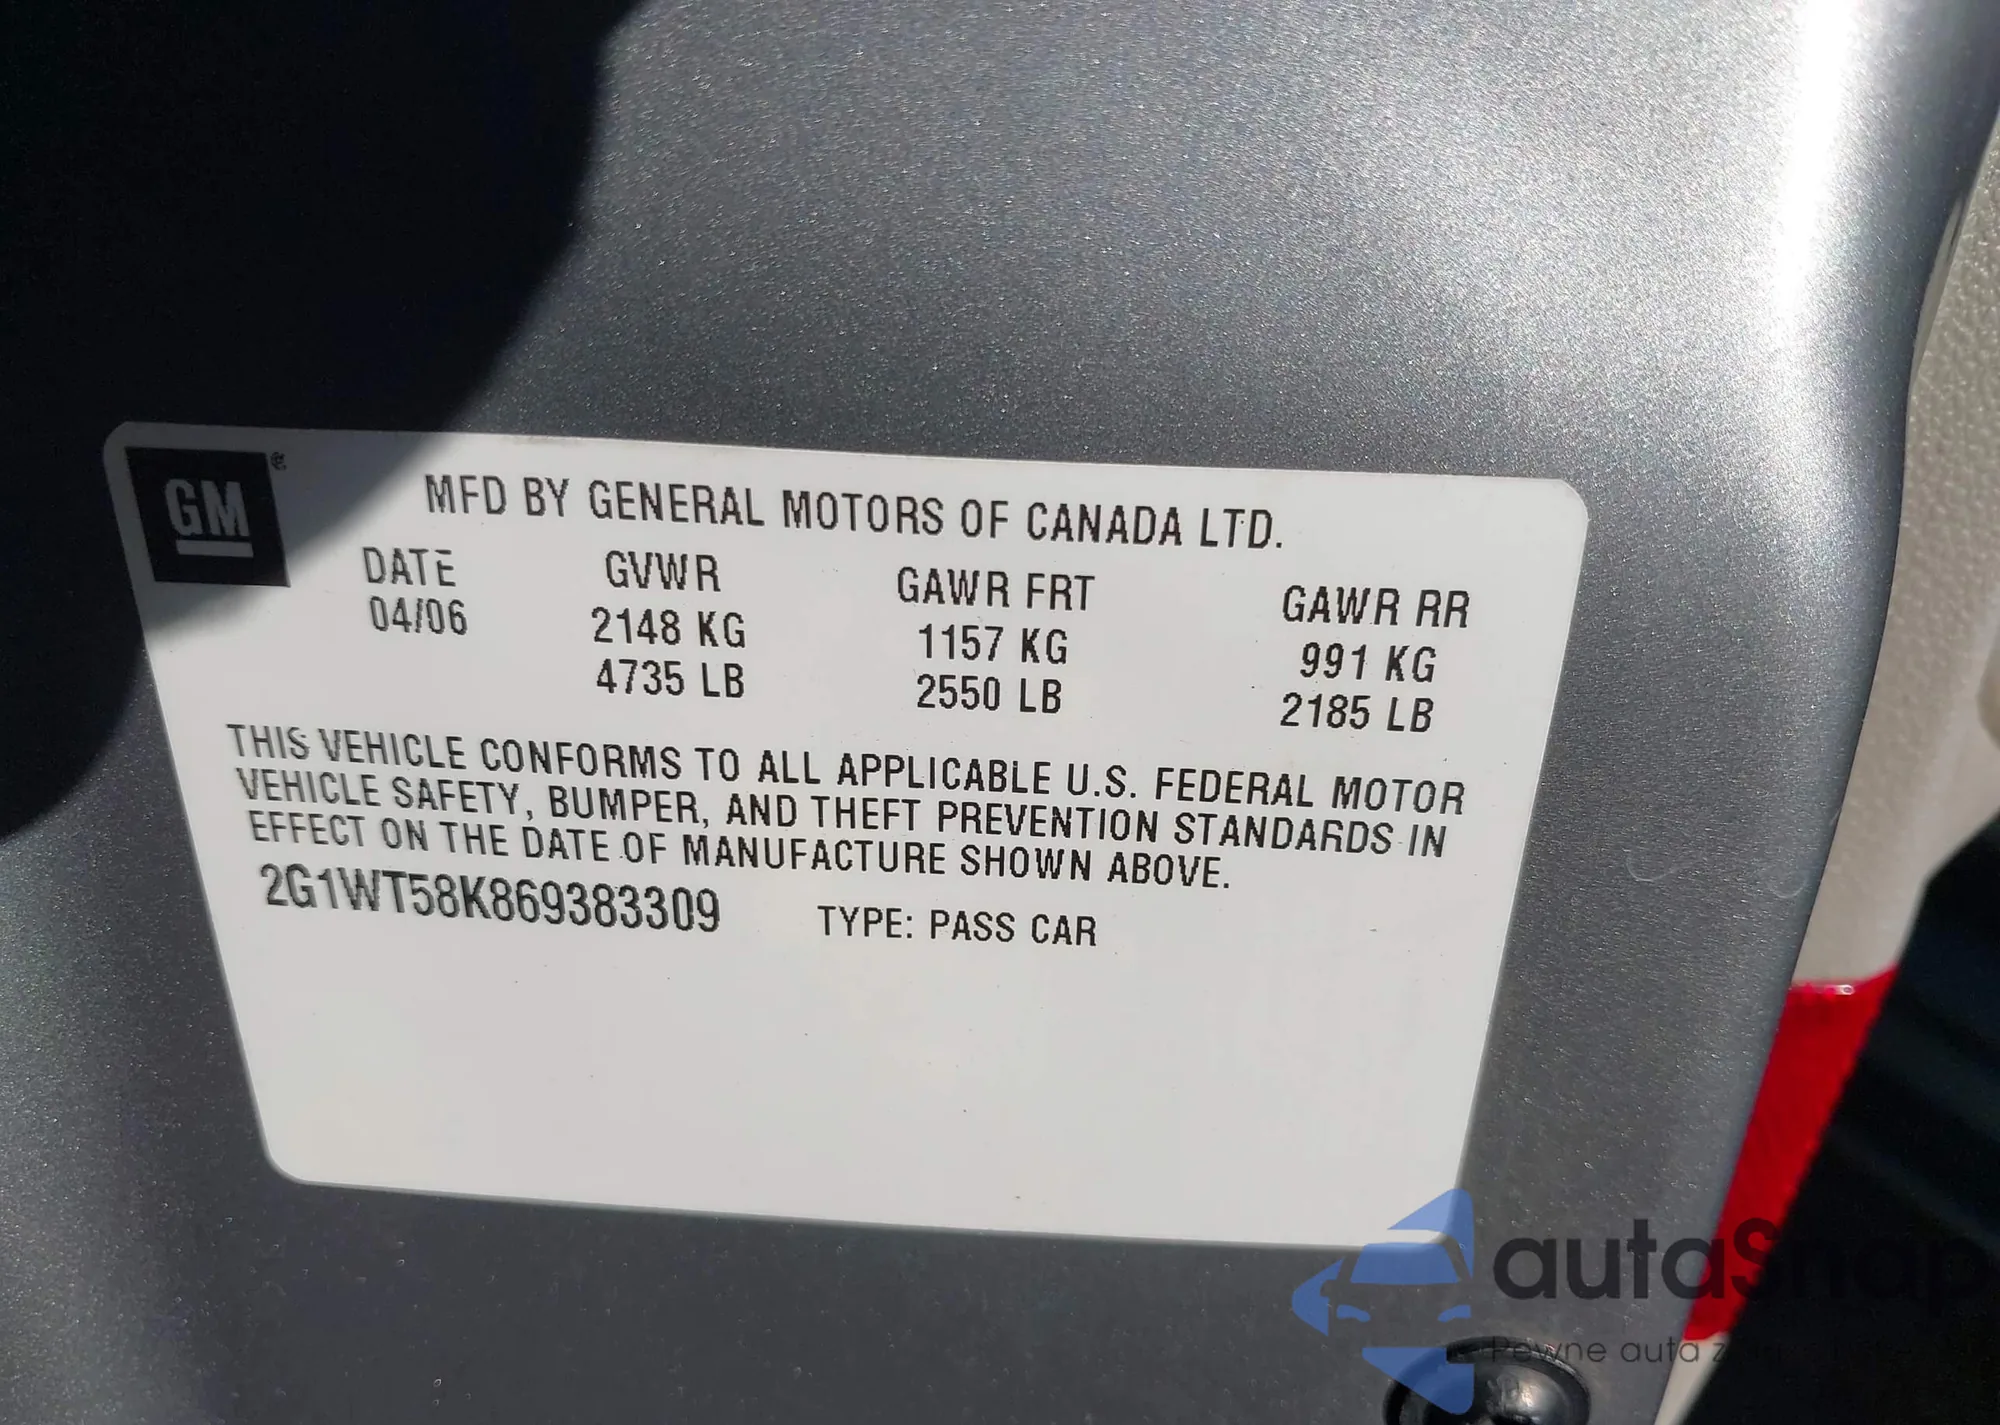 GM®
MFD BY GENERAL MOTORS OF CANADA LTD.
DATE GVWR GAWR FRT GAWR RR
04/06 2148 KG 1157 KG 991 KG
4735 LB 2550 LB 2185 LB
THIS VEHICLE CONFORMS TO ALL APPLICABLE U.S. FEDERAL MOTOR
VEHICLE SAFETY, BUMPER, AND THEFT PREVENTION STANDARDS IN
EFFECT ON THE DATE OF MANUFACTURE SHOWN ABOVE.
2G1WT58K869383309 TYPE: PASS CAR
autaSnap
Pewne auta